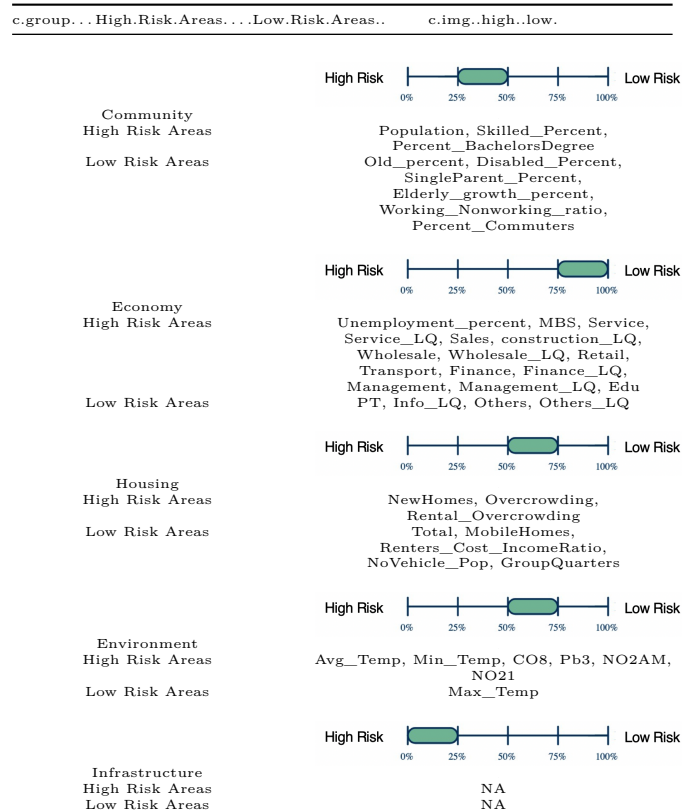 c.group. . . High.Risk.Areas. . . .Low.Risk.Areas.. c.img..high..low.
High Risk Low Risk
0% 25% 50% 75% 100%
Community
High Risk Areas Population, Skilled_Percent,
Percent_BachelorsDegree
Low Risk Areas Old_percent, Disabled_Percent,
SingleParent_Percent,
Elderly_growth_percent,
Working_Nonworking_ratio,
Percent_Commuters
High Risk Low Risk
0% 25% 50% 75% 100%
Economy
High Risk Areas Unemployment_percent, MBS, Service,
Service_LQ, Sales, construction_LQ,
Wholesale, Wholesale_LQ, Retail,
Transport, Finance, Finance_LQ,
Management, Management_LQ, Edu
Low Risk Areas PT, Info_LQ, Others, Others_LQ
High Risk Low Risk
0% 25% 50% 75% 100%
Housing
High Risk Areas NewHomes, Overcrowding,
Rental_Overcrowding
Low Risk Areas Total, MobileHomes,
Renters_Cost_IncomeRatio,
NoVehicle_Pop, GroupQuarters
High Risk Low Risk
0% 25% 50% 75% 100%
Environment
High Risk Areas Avg_Temp, Min_Temp, CO8, Pb3, NO2AM,
NO21
Low Risk Areas Max_Temp
High Risk Low Risk
0% 25% 50% 75% 100%
Infrastructure
High Risk Areas NA
Low Risk Areas NA